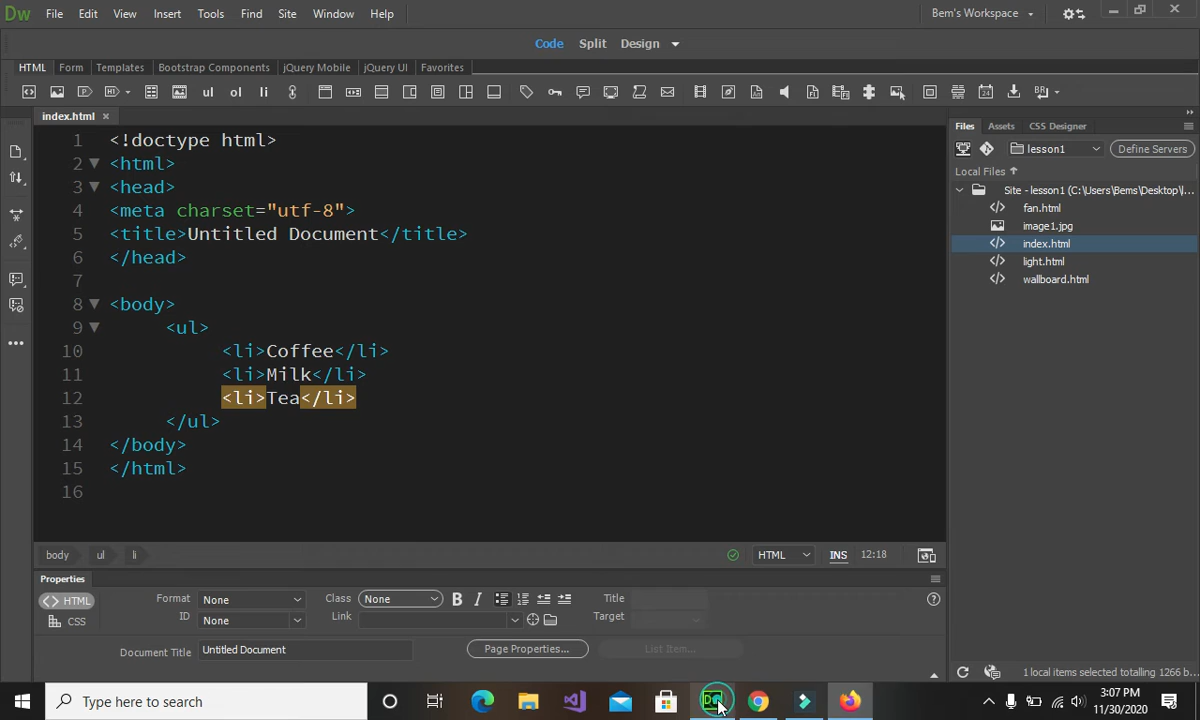 Dw File Edit View Insert Tools Find Site Window Help Bem's Workspace
Code Split Design
HTML Form Templates Bootstrap Components jQuery Mobile jQuery UI Favorites
ul ol li
index.html
1 <!doctype html>
2 <html>
3 <head>
4 <meta charset="utf-8">
5 <title>Untitled Document</title>
6 </head>
7
8 <body>
9 <ul>
10 <li>Coffee</li>
11 <li>Milk</li>
12 <li>Tea</li>
13 </ul>
14 </body>
15 </html>
16
body ul li
HTML INS 12:18
Files Assets CSS Designer
lesson1 Define Servers
Local Files
Site - lesson1 (C:\Users\Bems\Desktop\l...
fan.html
image1.jpg
index.html
light.html
wallboard.html
Properties
HTML Format None Class None B I Title
CSS ID None Link Target
Document Title Untitled Document Page Properties... List Item...
1 local items selected totalling 1266 b
Type here to search
3:07 PM
11/30/2020